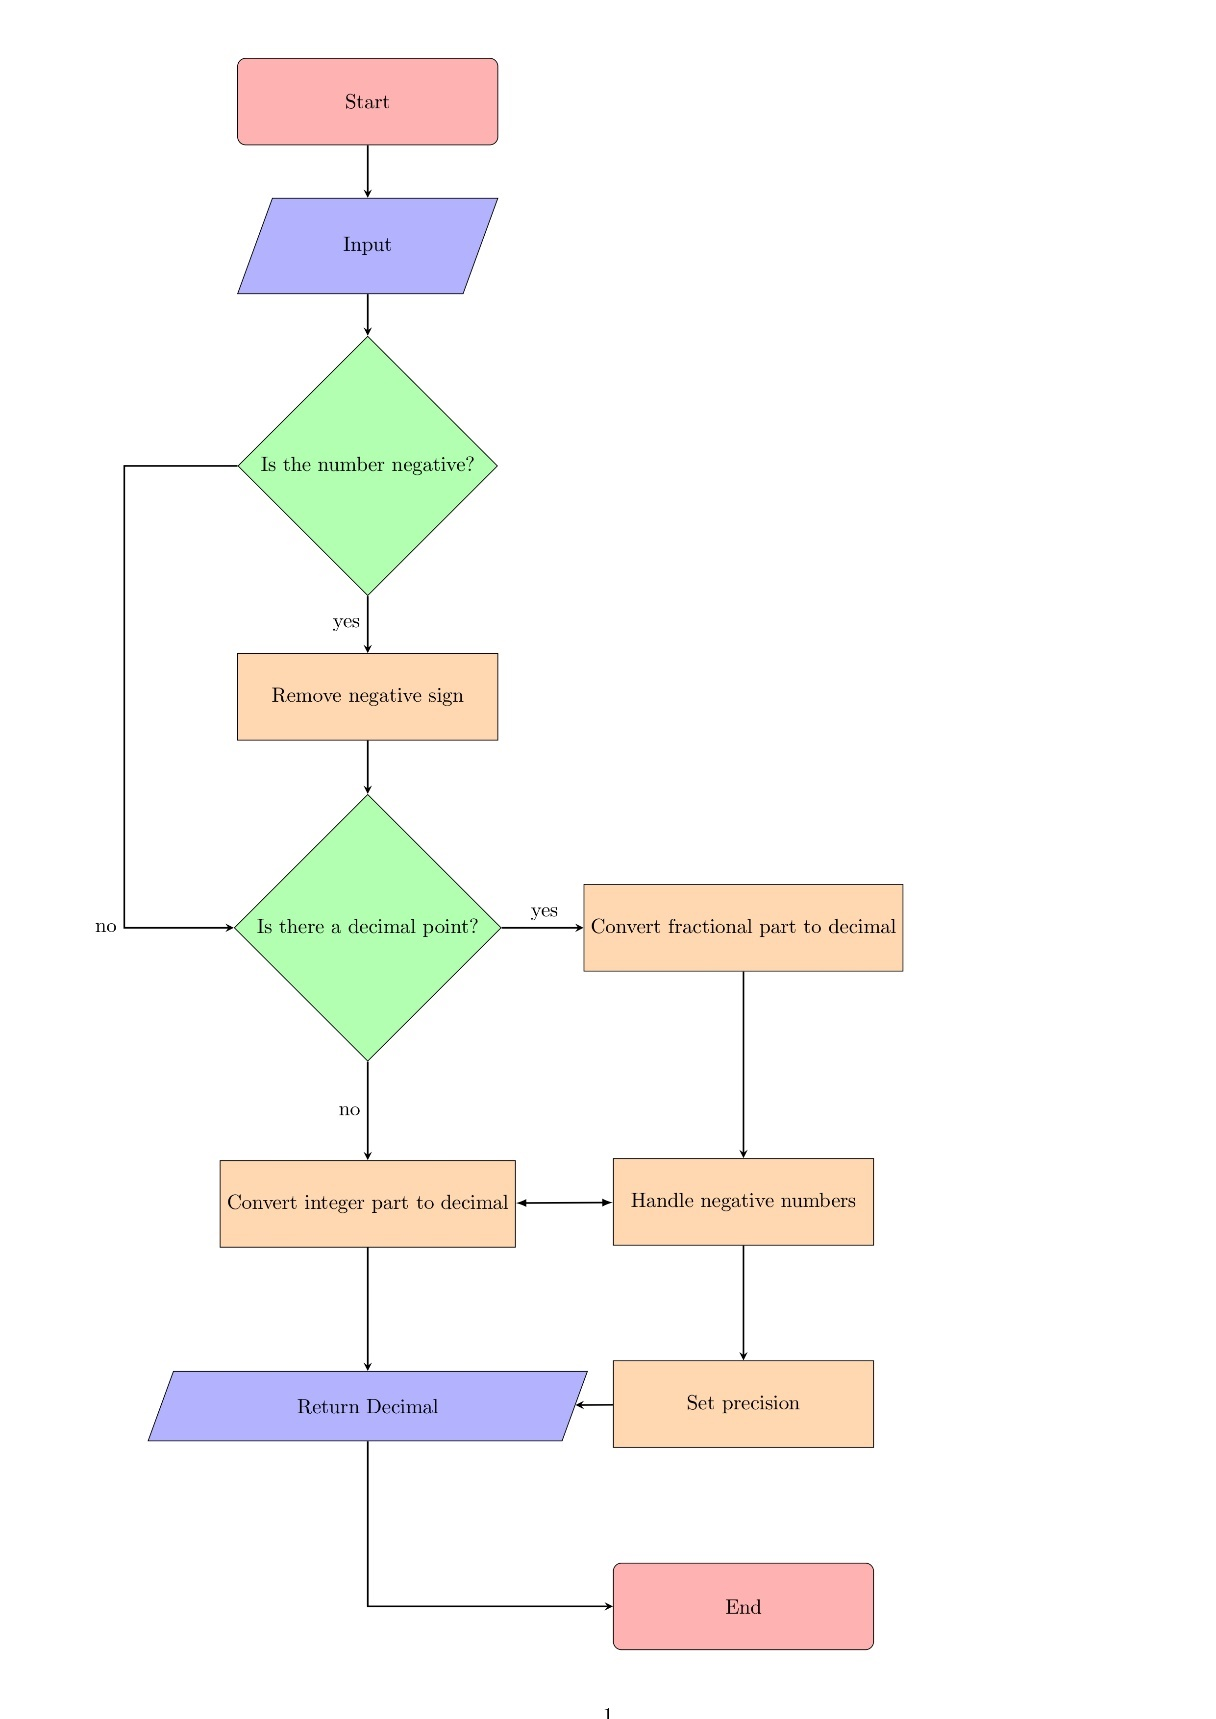 Start
Input
Is the number negative?
yes
Remove negative sign
no
Is there a decimal point?
yes
Convert fractional part to decimal
no
Convert integer part to decimal
Handle negative numbers
Return Decimal
Set precision
End
1